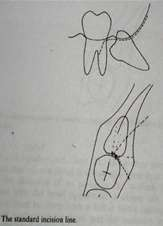 The standard incision line.